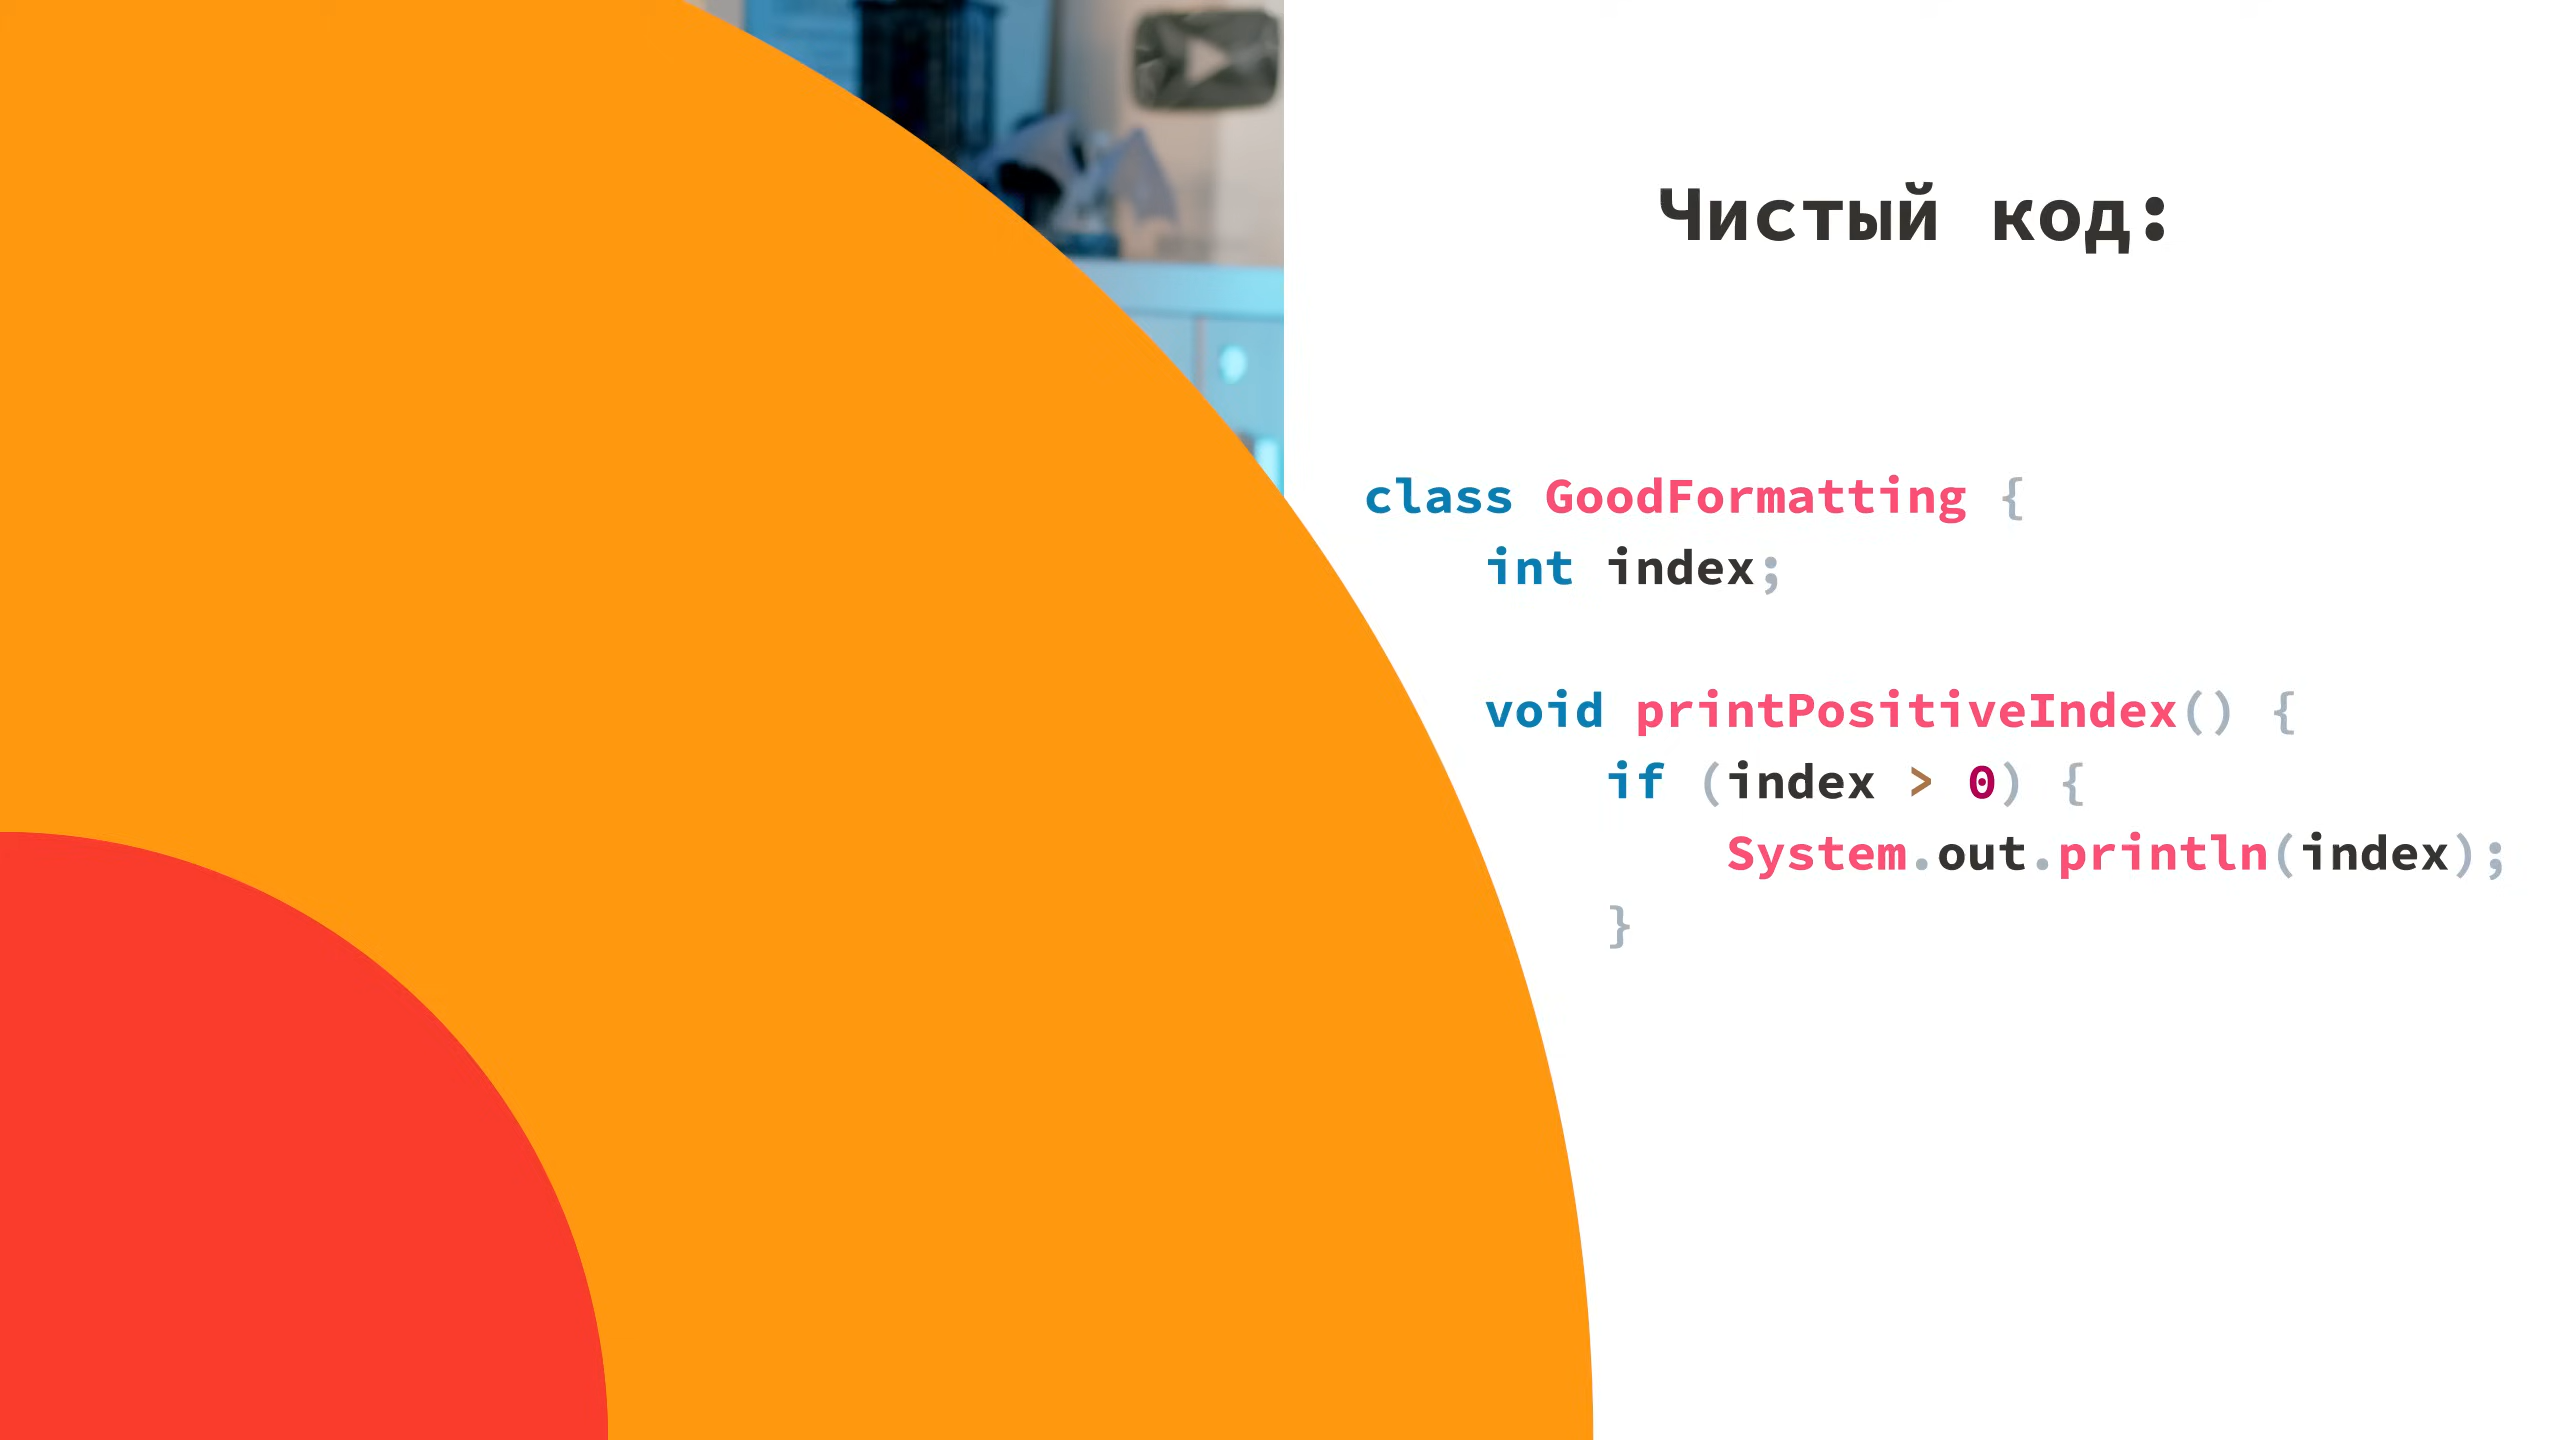 Чистый код:
class GoodFormatting {
    int index;
    void printPositiveIndex() {
        if (index > 0) {
            System.out.println(index);
        }